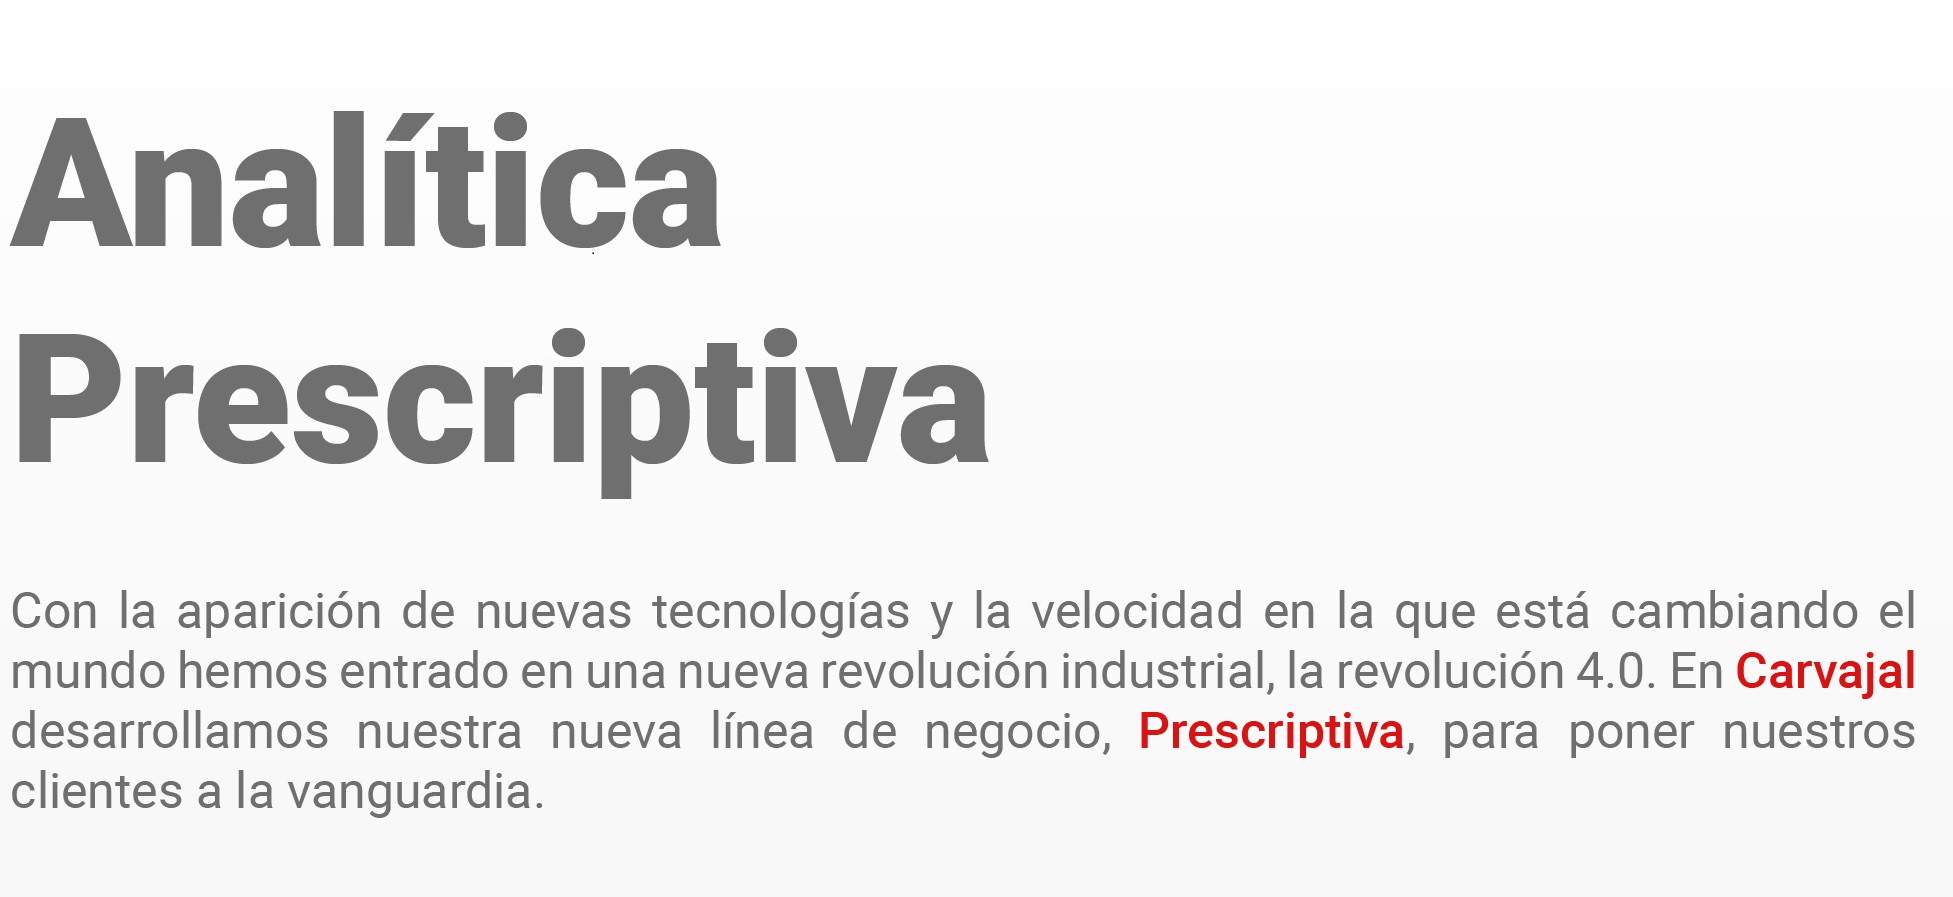 Analítica
Prescriptiva
Con la aparición de nuevas tecnologías y la velocidad en la que está cambiando el
mundo hemos entrado en una nueva revolución industrial, la revolución 4.0. En Carvajal
desarrollamos nuestra nueva línea de negocio, Prescriptiva, para poner nuestros
clientes a la vanguardia.